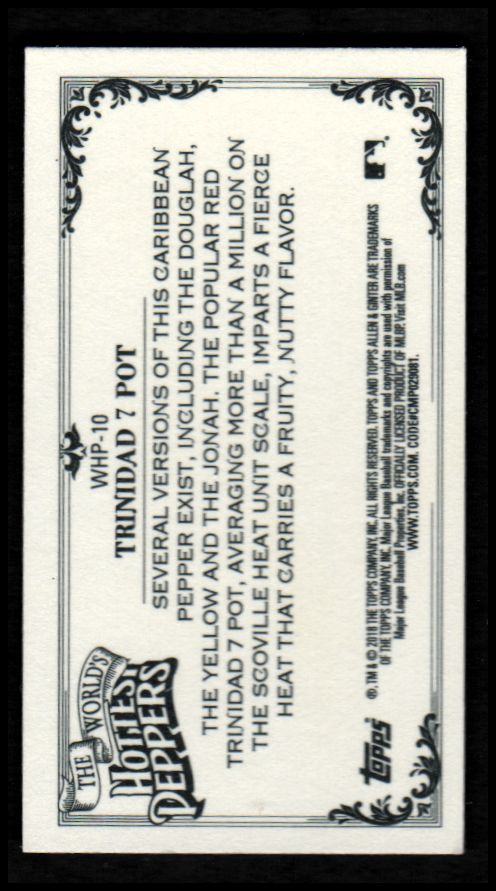 THE WORLD'S
HOTTEST
PEPPERS
WHP-10
TRINIDAD 7 POT
SEVERAL VERSIONS OF THIS CARIBBEAN
PEPPER EXIST, INCLUDING THE DOUGLAH,
THE YELLOW AND THE JONAH. THE POPULAR RED
TRINIDAD 7 POT, AVERAGING MORE THAN A MILLION ON
THE SCOVILLE HEAT UNIT SCALE, IMPARTS A FIERCE
HEAT THAT CARRIES A FRUITY, NUTTY FLAVOR.
topps
®, TM & © 2018 THE TOPPS COMPANY, INC. ALL RIGHTS RESERVED. TOPPS AND TOPPS ALLEN & GINTER ARE TRADEMARKS
OF THE TOPPS COMPANY, INC. Major League Baseball trademarks and copyrights are used with permission of
Major League Baseball Properties, Inc. OFFICIALLY LICENSED PRODUCT OF MLBP. Visit MLB.com
WWW.TOPPS.COM. CODE#CMP029081.